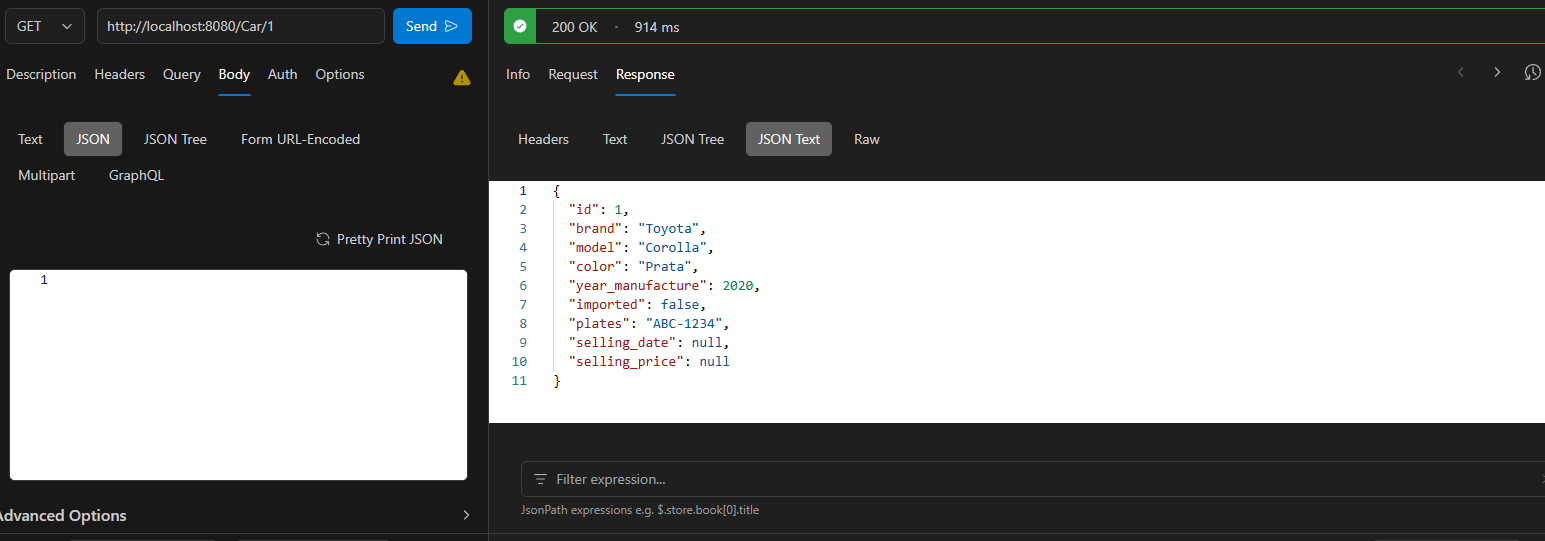 GET http://localhost:8080/Car/1 Send
Description Headers Query Body Auth Options
Text JSON JSON Tree Form URL-Encoded
Multipart GraphQL
Pretty Print JSON
1
Advanced Options
200 OK · 914 ms
Info Request Response
Headers Text JSON Tree JSON Text Raw
1 {
2 "id": 1,
3 "brand": "Toyota",
4 "model": "Corolla",
5 "color": "Prata",
6 "year_manufacture": 2020,
7 "imported": false,
8 "plates": "ABC-1234",
9 "selling_date": null,
10 "selling_price": null
11 }
Filter expression...
JsonPath expressions e.g. $.store.book[0].title